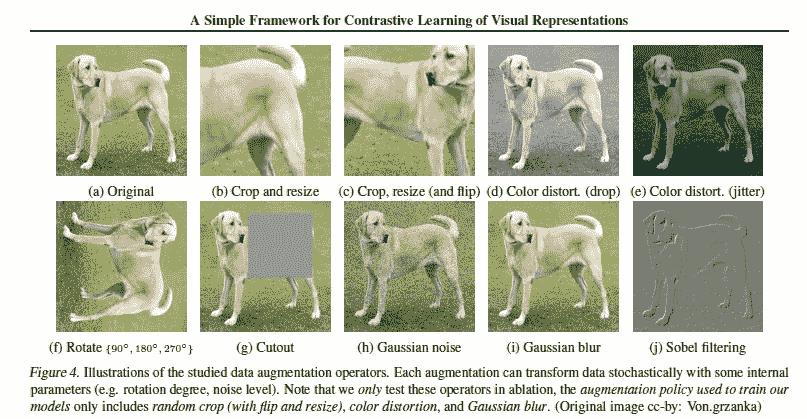 A Simple Framework for Contrastive Learning of Visual Representations
(a) Original
(b) Crop and resize
(c) Crop, resize (and flip)
(d) Color distort. (drop)
(e) Color distort. (jitter)
(f) Rotate {90°, 180°, 270°}
(g) Cutout
(h) Gaussian noise
(i) Gaussian blur
(j) Sobel filtering
Figure 4. Illustrations of the studied data augmentation operators. Each augmentation can transform data stochastically with some internal
parameters (e.g. rotation degree, noise level). Note that we only test these operators in ablation, the augmentation policy used to train our
models only includes random crop (with flip and resize), color distortion, and Gaussian blur. (Original image cc-by: Von.grzanka)